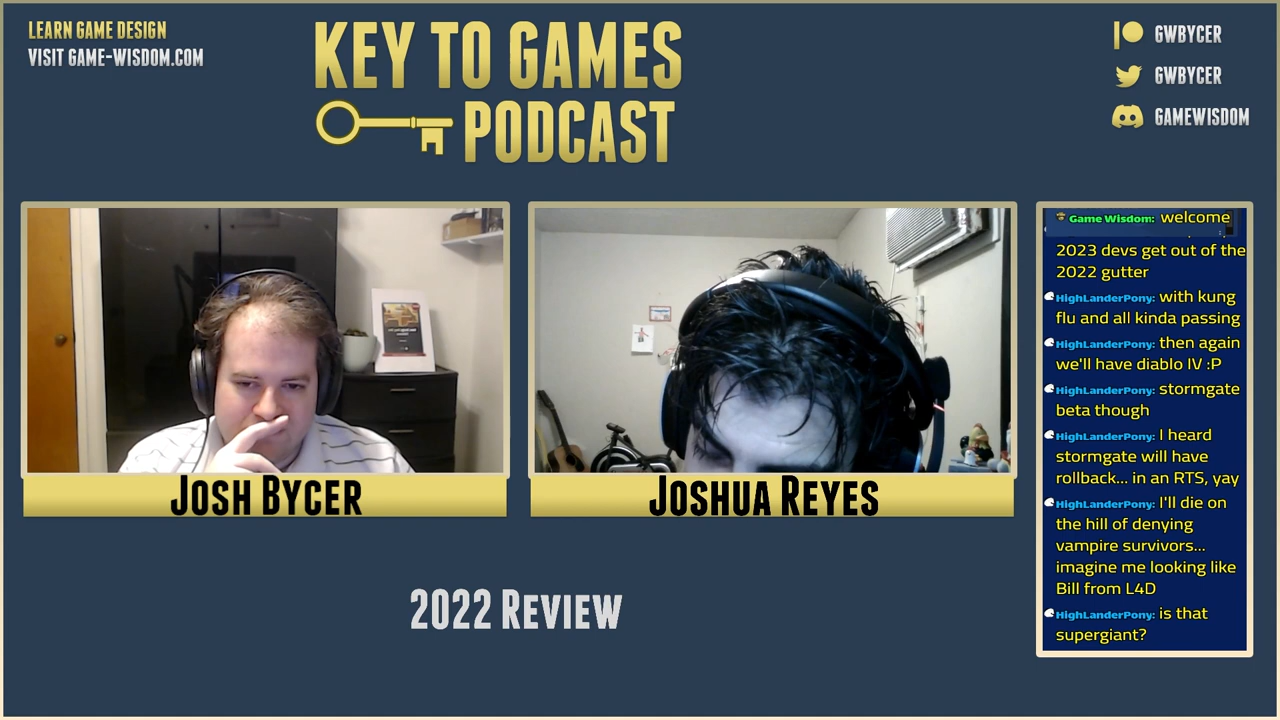 LEARN GAME DESIGN
VISIT GAME-WISDOM.COM
KEY TO GAMES
PODCAST
GWBYCER
GWBYCER
GAMEWISDOM
JOSH BYCER
JOSHUA REYES
2022 REVIEW
Game Wisdom: welcome
2023 devs get out of the
2022 gutter
HighLanderPony: with kung
flu and all kinda passing
HighLanderPony: then again
we'll have diablo IV :P
HighLanderPony: stormgate
beta though
HighLanderPony: I heard
stormgate will have
rollback... in an RTS, yay
HighLanderPony: I'll die on
the hill of denying
vampire survivors...
imagine me looking like
Bill from L4D
HighLanderPony: is that
supergiant?